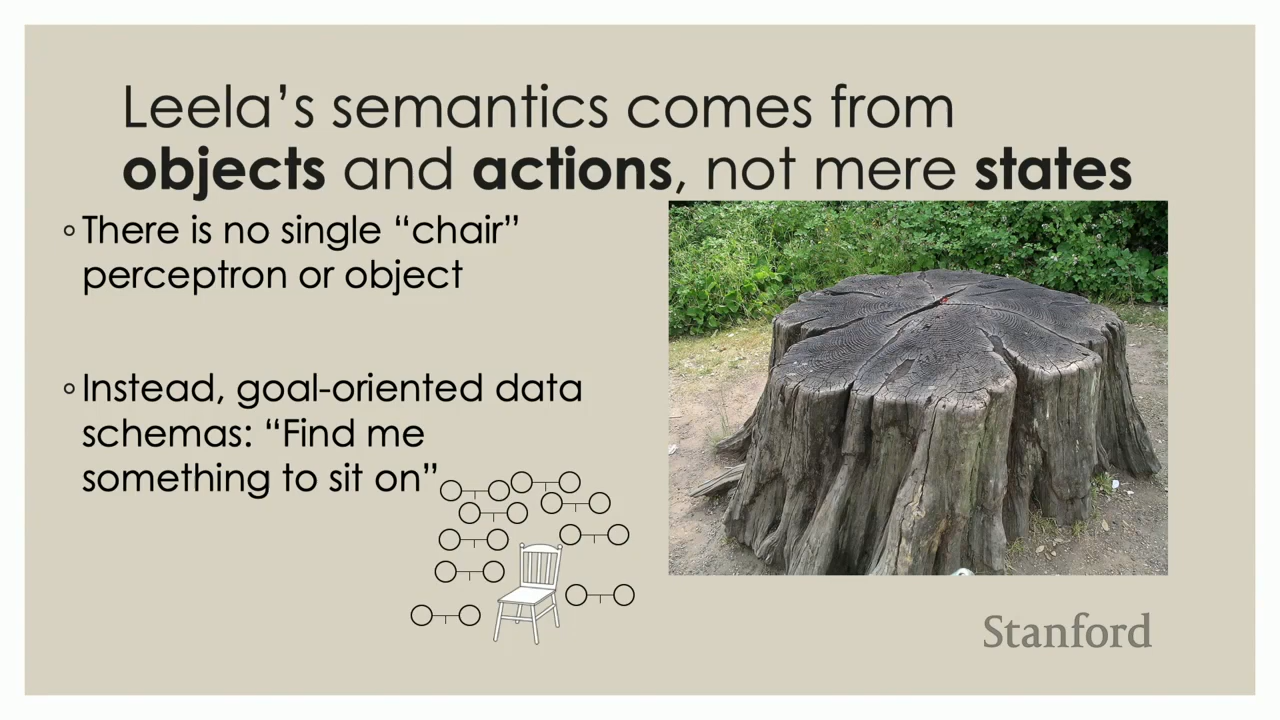 Leela’s semantics comes from
objects and actions, not mere states
◦ There is no single “chair”
perceptron or object
◦ Instead, goal-oriented data
schemas: “Find me
something to sit on”
Stanford